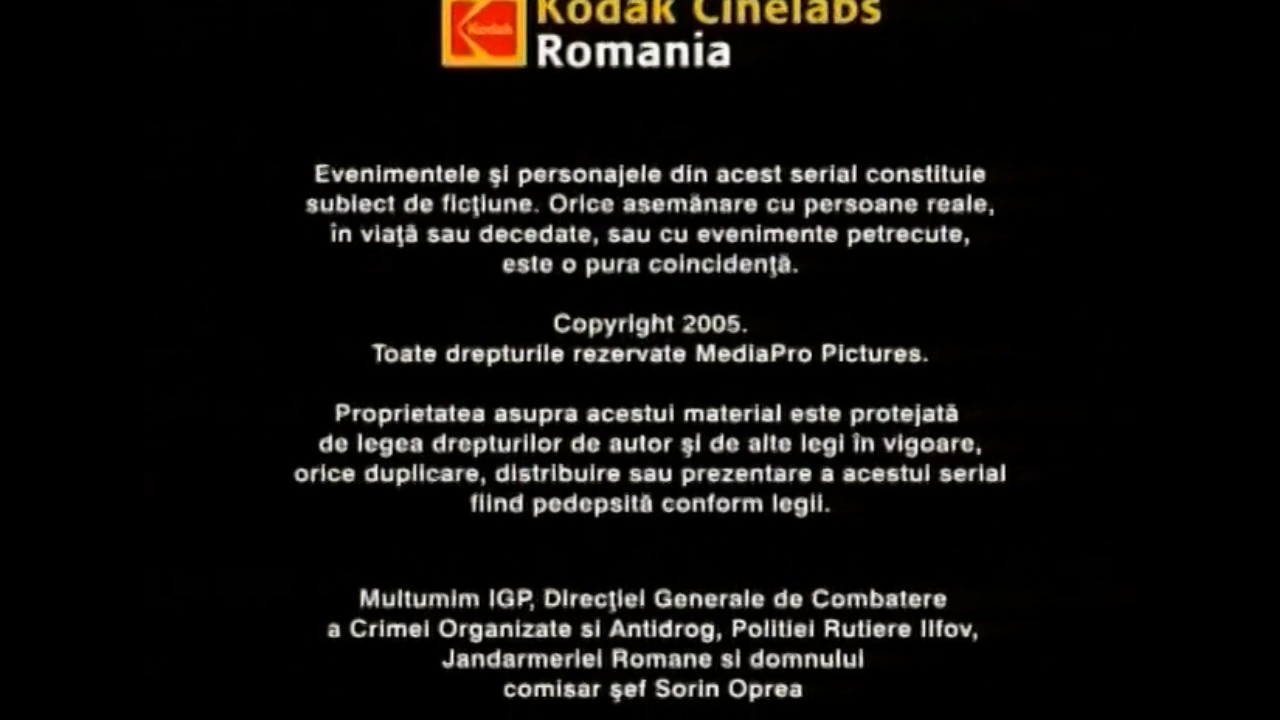 Kodak Cinelabs
Kodak
Romania
Evenimentele şi personajele din acest serial constituie
subiect de ficţiune. Orice asemănare cu persoane reale,
în viaţă sau decedate, sau cu evenimente petrecute,
este o pura coincidenţă.
Copyright 2005.
Toate drepturile rezervate MediaPro Pictures.
Proprietatea asupra acestui material este protejată
de legea drepturilor de autor şi de alte legi în vigoare,
orice duplicare, distribuire sau prezentare a acestui serial
fiind pedepsită conform legii.
Multumim IGP, Direcţiei Generale de Combatere
a Crimei Organizate si Antidrog, Politiei Rutiere Ilfov,
Jandarmeriei Romane si domnului
comisar şef Sorin Oprea